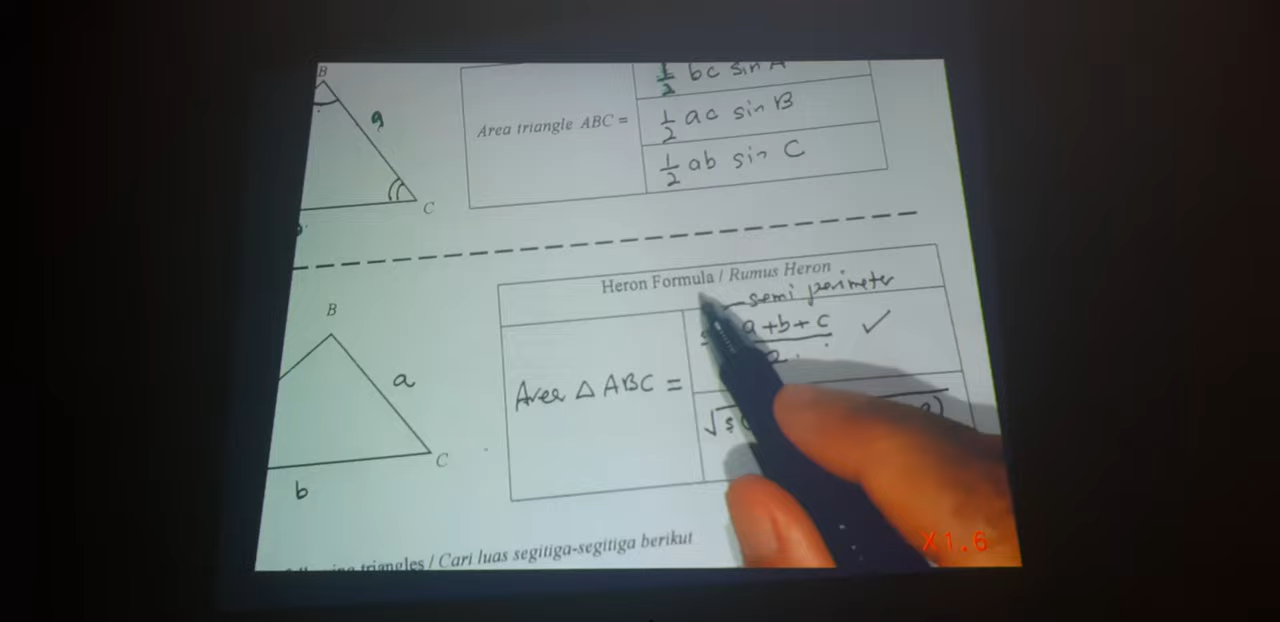 B
a
C
Area triangle ABC =
1/2 bc sin A
1/2 ac sin B
1/2 ab sin C
Heron Formula / Rumus Heron
semi perimeter
a+b+c
2
Area △ ABC =
√s
B
a
C
b
triangles / Cari luas segitiga-segitiga berikut
X1.6